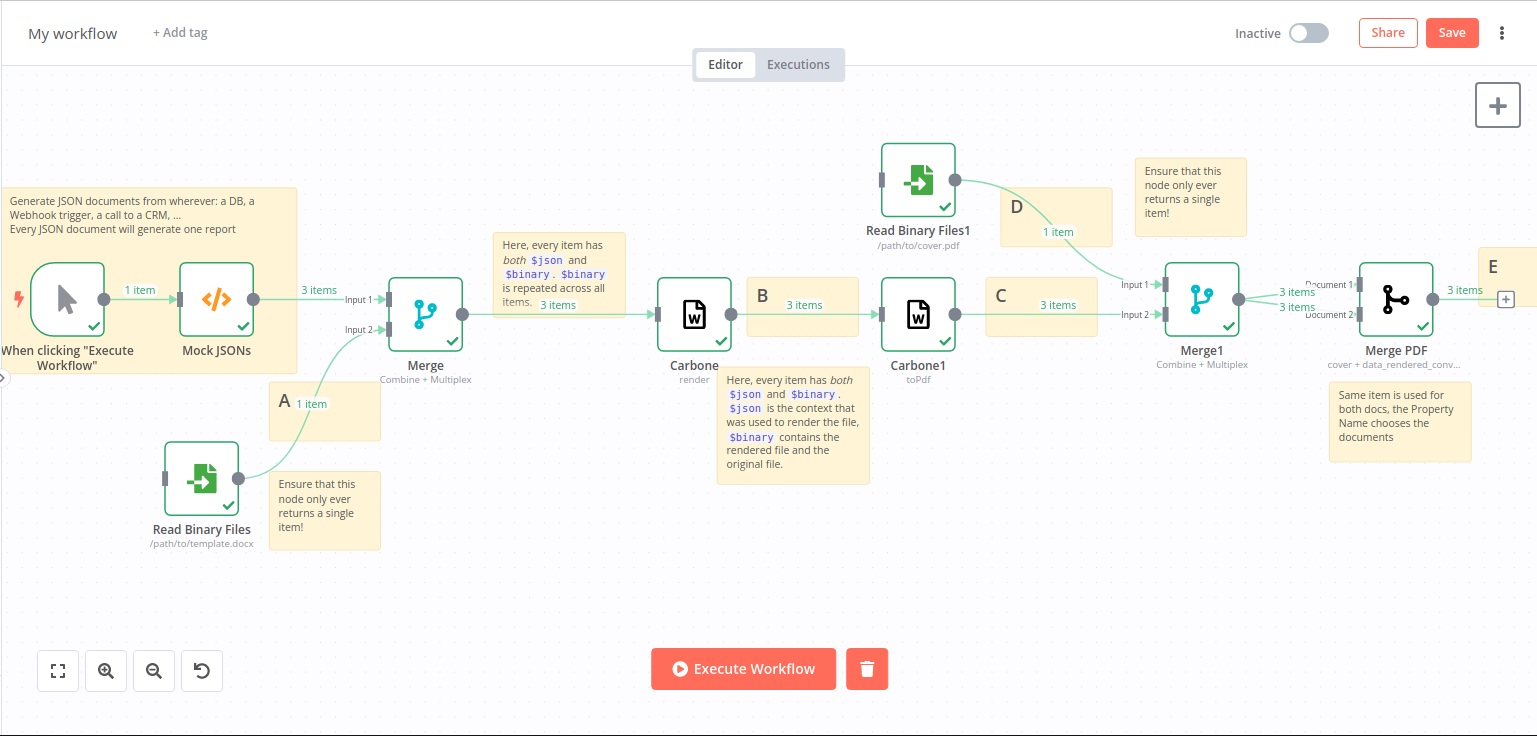 My workflow
+ Add tag
Inactive
Share
Save
Editor
Executions
Generate JSON documents from wherever: a DB, a
Webhook trigger, a call to a CRM, ...
Every JSON document will generate one report
1 item
3 items
When clicking "Execute
Workflow"
Mock JSONs
Input 1
Input 2
Merge
Combine + Multiplex
A
1 item
Read Binary Files
/path/to/template.docx
Ensure that this
node only ever
returns a single
item!
Here, every item has
both $json and
$binary. $binary
is repeated across all
items.
3 items
Carbone
render
B
3 items
Here, every item has both
$json and $binary.
$json is the context that
was used to render the file,
$binary contains the
rendered file and the
original file.
Read Binary Files1
/path/to/cover.pdf
D
1 item
Carbone1
toPdf
C
3 items
Ensure that this
node only ever
returns a single
item!
Input 1
Input 2
Merge1
Combine + Multiplex
3 items
3 items
Document 1
Document 2
Merge PDF
cover + data_rendered_conv...
Same item is used for
both docs, the Property
Name chooses the
documents
E
3 items
Execute Workflow